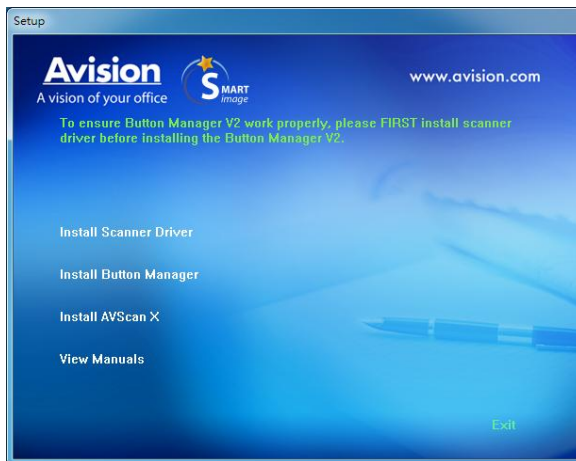 Setup
Avision
A vision of your office
SMART
Image
www.avision.com
To ensure Button Manager V2 work properly, please FIRST install scanner
driver before installing the Button Manager V2.
Install Scanner Driver
Install Button Manager
Install AVScan X
View Manuals
Exit